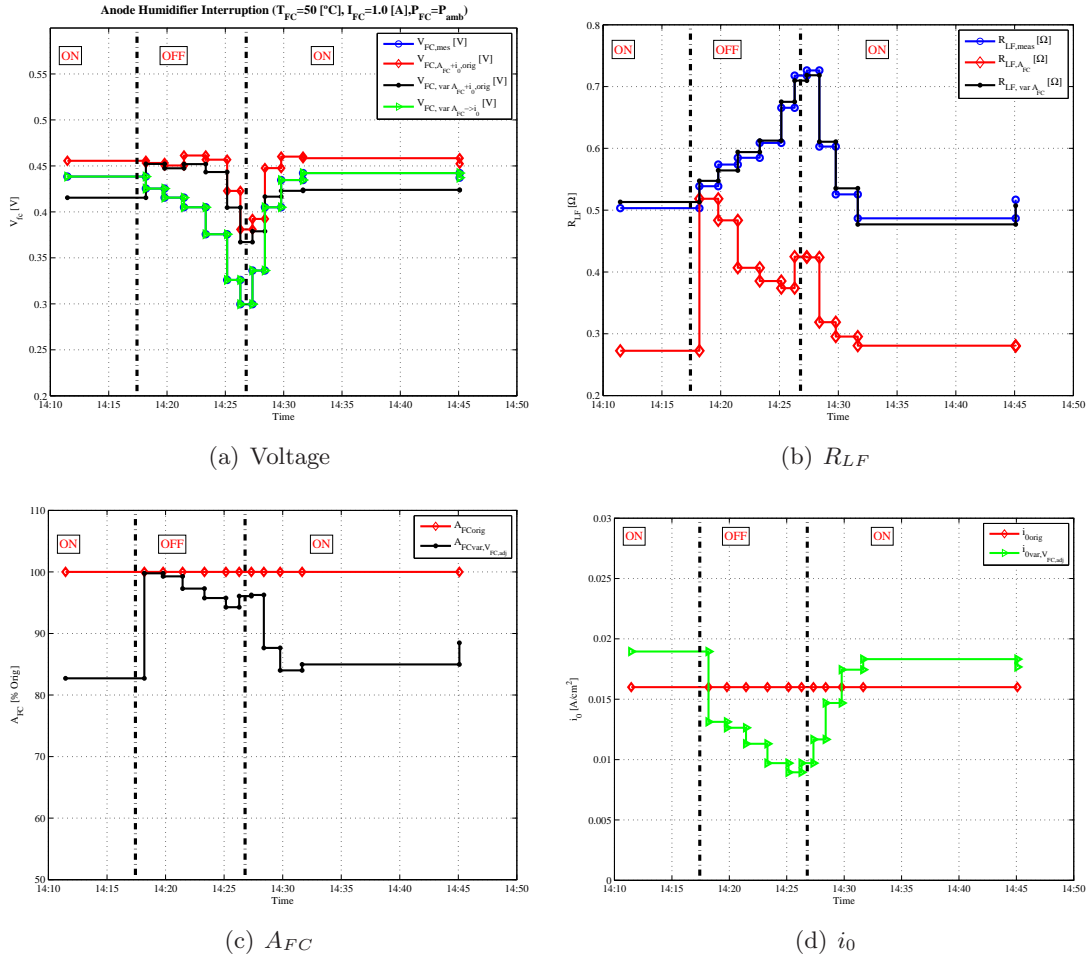 Anode Humidifier Interruption (T_FC=50 [°C], I_FC=1.0 [A],P_FC=P_amb)
V_FC,mes [V]
V_FC,A_FC+i_0,orig [V]
V_FC, var A_FC+i_0,orig [V]
V_FC, var A_FC−>i_0 [V]
ON
OFF
ON
0.55
0.5
0.45
0.4
0.35
0.3
0.25
0.2
V_fc [V]
14:10 14:15 14:20 14:25 14:30 14:35 14:40 14:45 14:50
Time
(a) Voltage
R_LF,meas [Ω]
R_LF,A_FC [Ω]
R_LF, var A_FC [Ω]
ON
OFF
ON
0.8
0.7
0.6
0.5
0.4
0.3
0.2
R_LF [Ω]
14:10 14:15 14:20 14:25 14:30 14:35 14:40 14:45 14:50
Time
(b) R_LF
A_FCorig
A_FCvar,V_FC,adj
ON
OFF
ON
110
100
90
80
70
60
50
A_FC [% Orig]
14:10 14:15 14:20 14:25 14:30 14:35 14:40 14:45 14:50
Time
(c) A_FC
i_0orig
i_0var,V_FC,adj
ON
OFF
ON
0.03
0.025
0.02
0.015
0.01
0.005
0
i_0 [A/cm²]
14:10 14:15 14:20 14:25 14:30 14:35 14:40 14:45 14:50
Time
(d) i_0